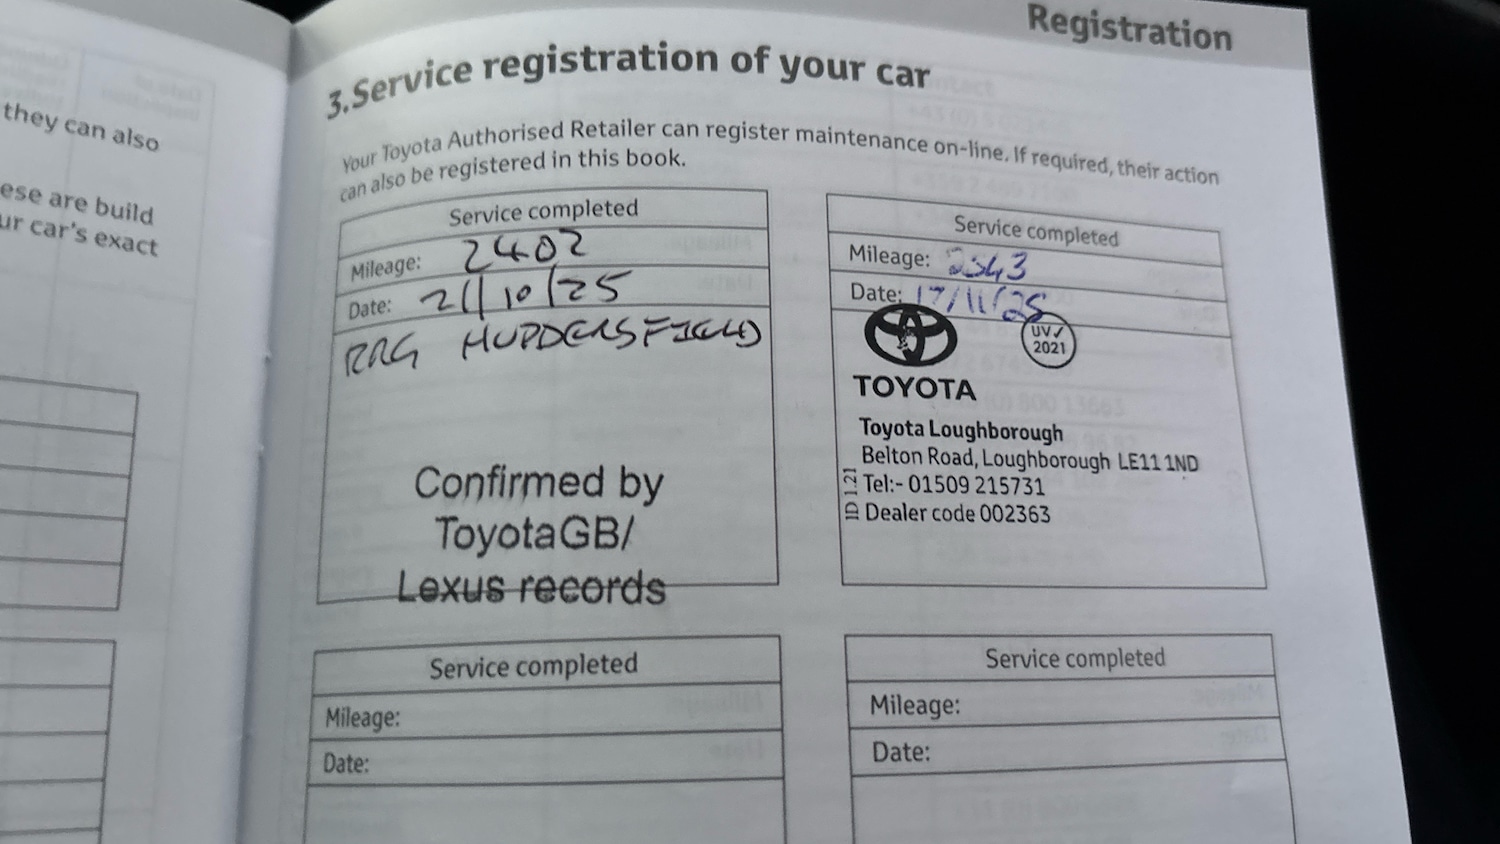 they can also
ese are build
ur car's exact
Registration
3.Service registration of your car
Your Toyota Authorised Retailer can register maintenance on-line. If required, their action
can also be registered in this book.
Service completed
Mileage: 2402
Date: 21/10/25
RRG HUDDERSFIELD
Confirmed by
ToyotaGB/
Lexus records
Service completed
Mileage: 2543
Date: 17/11/25
UV✓
2021
TOYOTA
Toyota Loughborough
Belton Road, Loughborough LE11 1ND
Tel:- 01509 215731
Dealer code 002363
ID 1.21
Service completed
Mileage:
Date:
Service completed
Mileage:
Date: